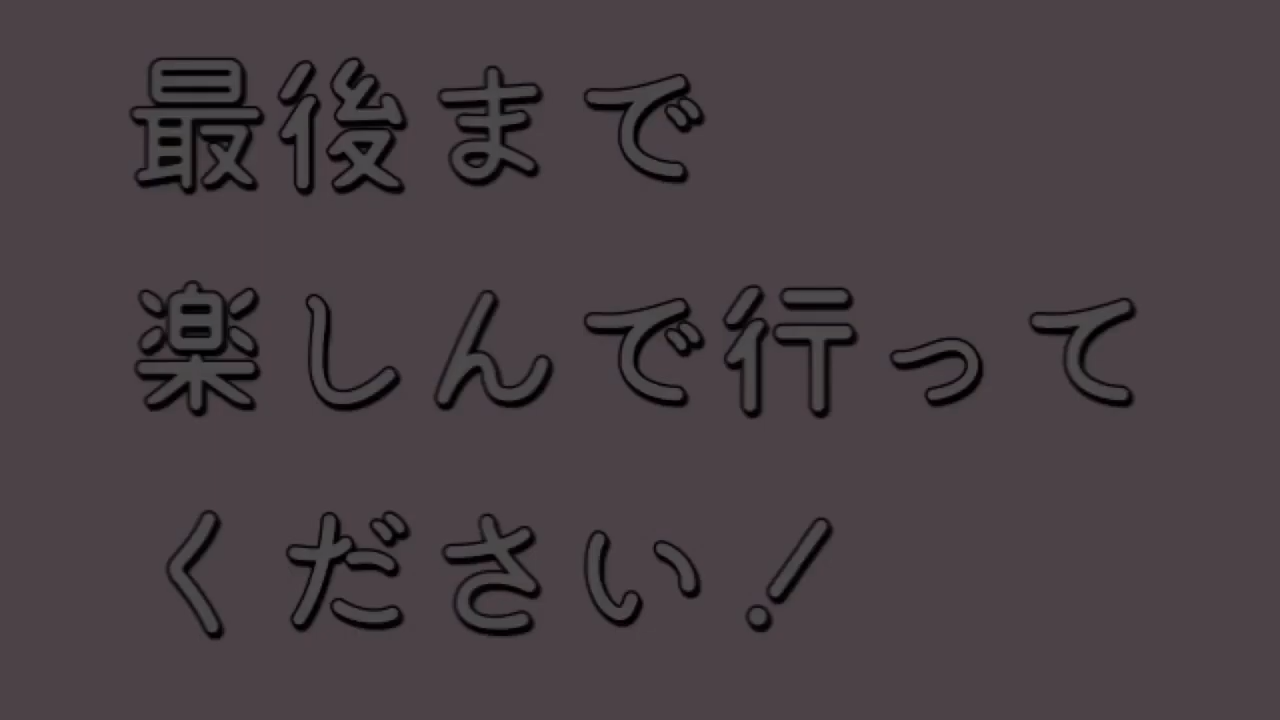 最後まで
楽しんで行って
ください！